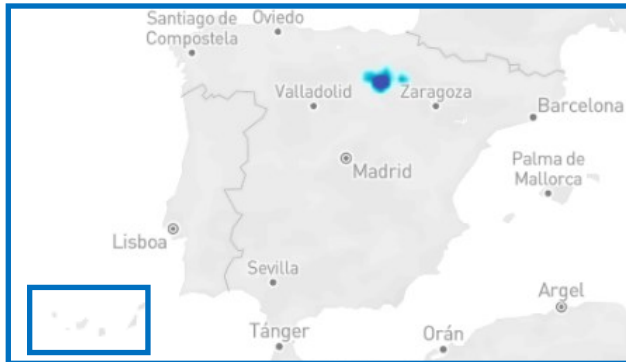 Santiago de
Compostela
Oviedo
Valladolid
Zaragoza
Barcelona
Madrid
Palma de
Mallorca
Lisboa
Sevilla
Argel
Tánger
Orán